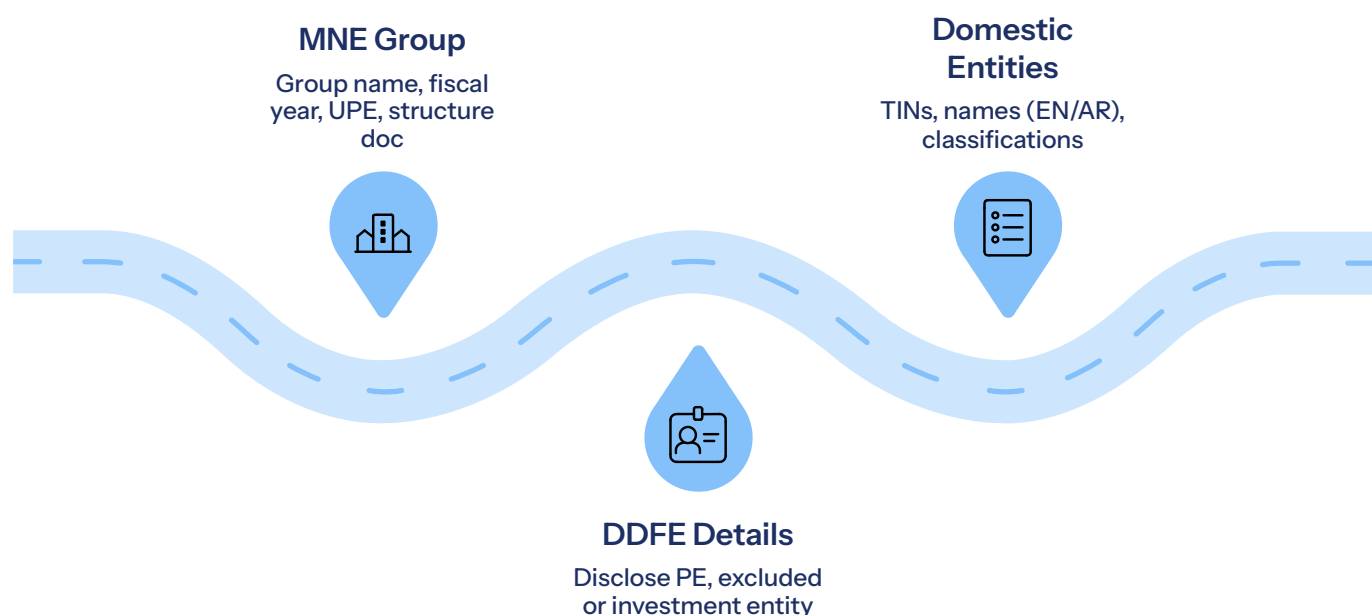 MNE Group
Group name, fiscal
year, UPE, structure
doc
Domestic
Entities
TINs, names (EN/AR),
classifications
DDFE Details
Disclose PE, excluded
or investment entity